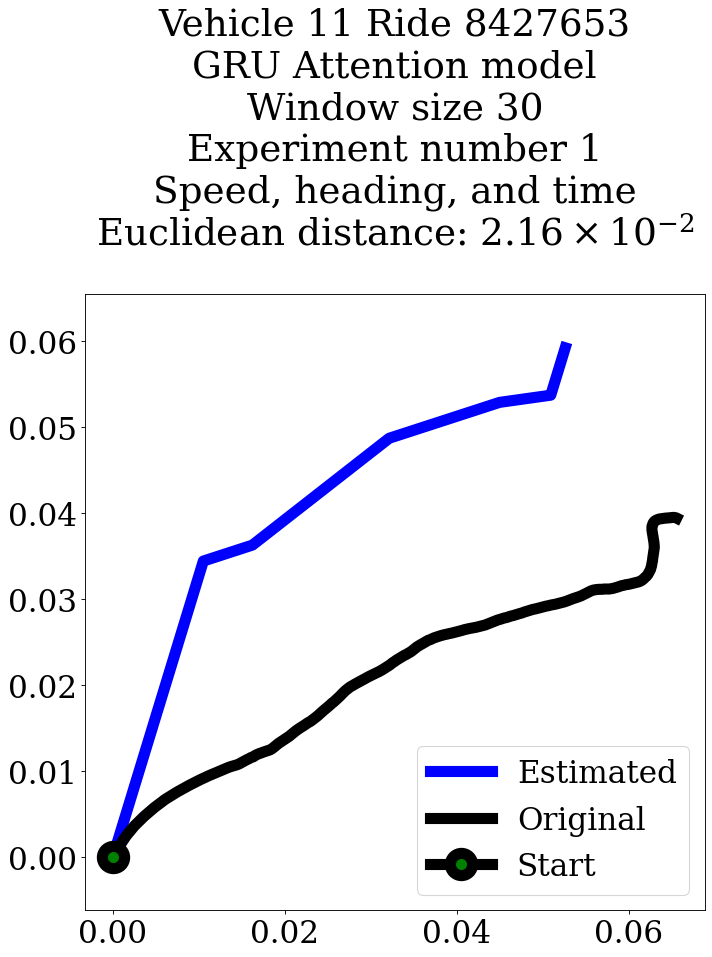 Vehicle 11 Ride 8427653
GRU Attention model
Window size 30
Experiment number 1
Speed, heading, and time
Euclidean distance: 2.16 × 10⁻²
0.06
0.05
0.04
0.03
0.02
0.01
0.00
Estimated
Original
Start
0.00 0.02 0.04 0.06